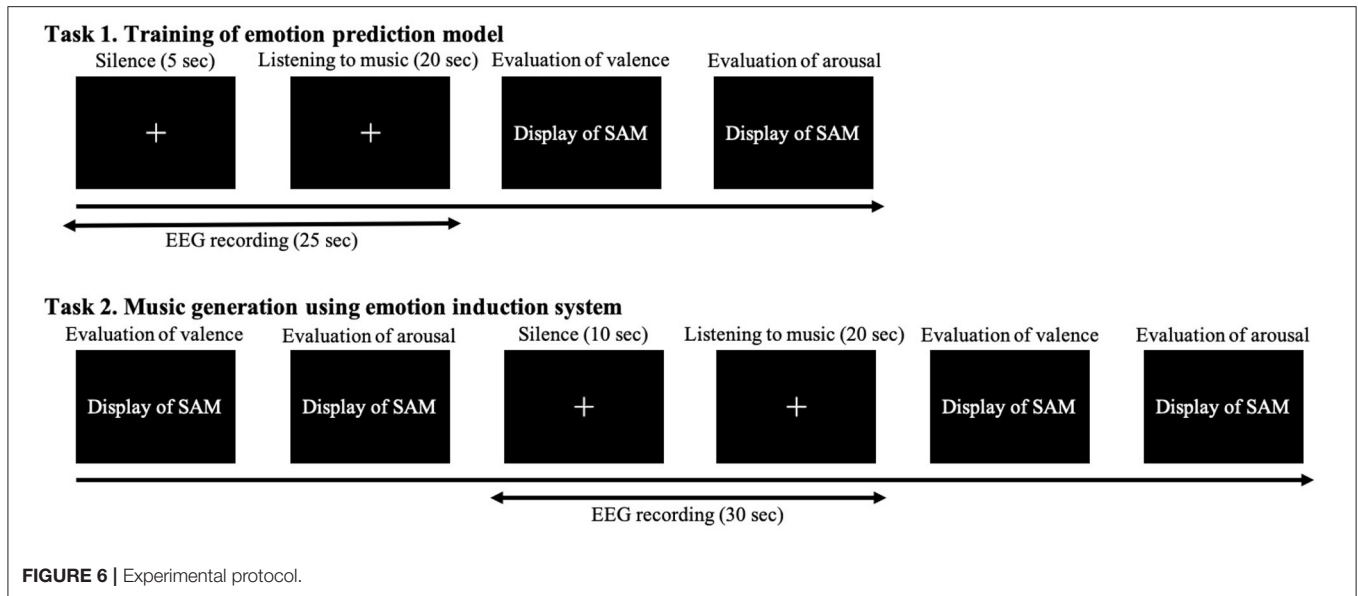 Task 1. Training of emotion prediction model
Silence (5 sec) Listening to music (20 sec) Evaluation of valence Evaluation of arousal
+ + Display of SAM Display of SAM
EEG recording (25 sec)
Task 2. Music generation using emotion induction system
Evaluation of valence Evaluation of arousal Silence (10 sec) Listening to music (20 sec) Evaluation of valence Evaluation of arousal
Display of SAM Display of SAM + + Display of SAM Display of SAM
EEG recording (30 sec)
FIGURE 6 | Experimental protocol.